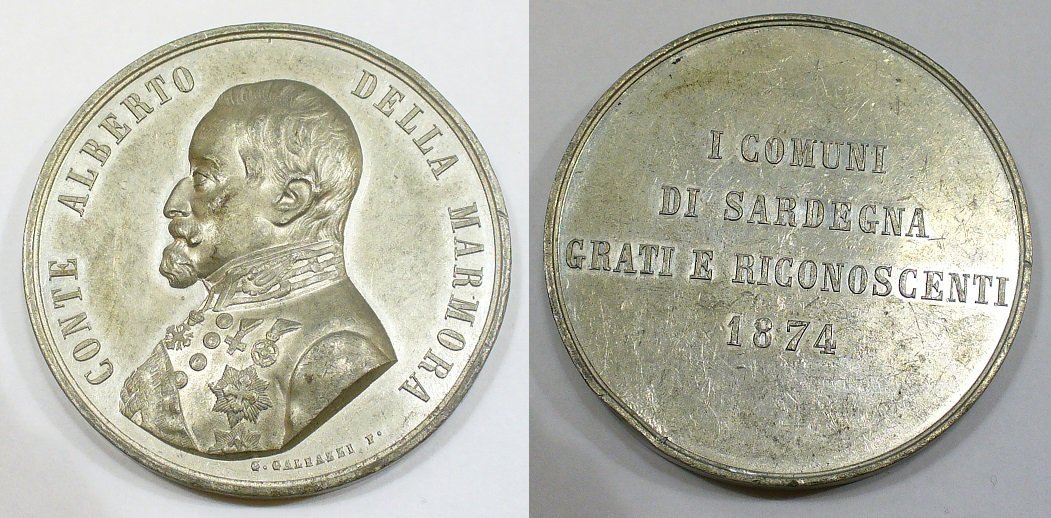 CONTE ALBERTO DELLA MARMORA
G. GALEAZZI F.
I COMUNI
DI SARDEGNA
GRATI E RICONOSCENTI
1874